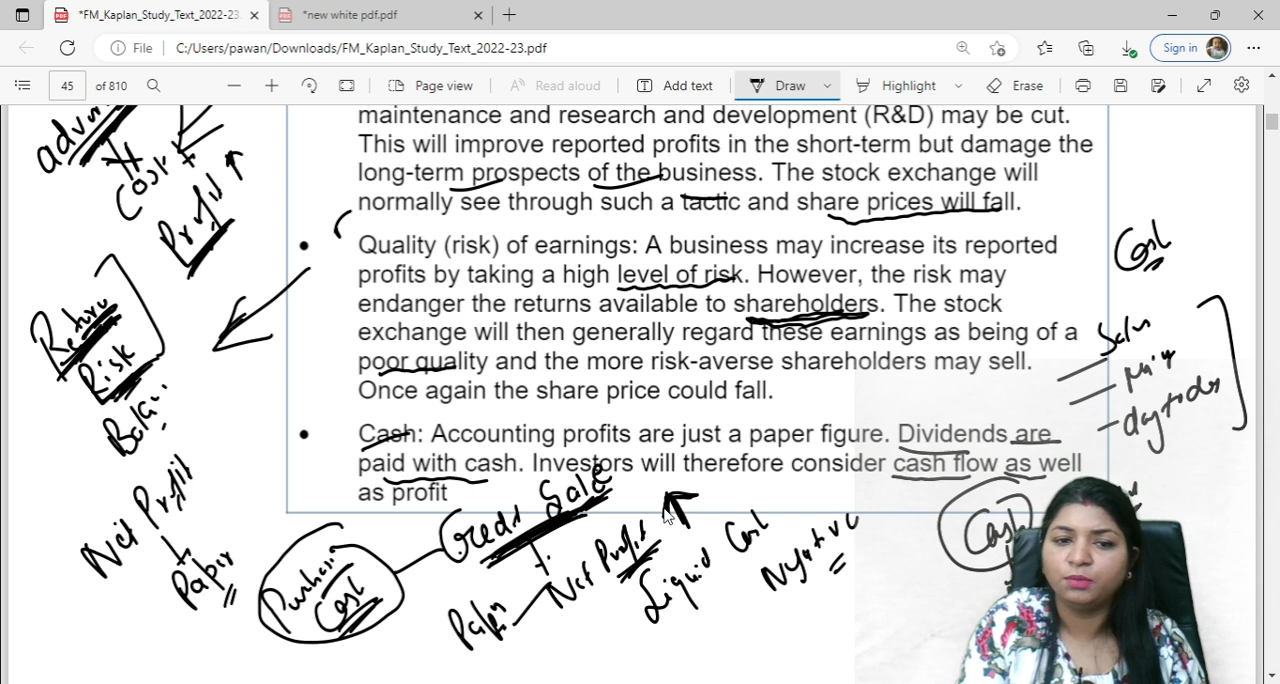 *FM_Kaplan_Study_Text_2022-23.
*new white pdf.pdf
File
C:/Users/pawan/Downloads/FM_Kaplan_Study_Text_2022-23.pdf
Sign in
45 of 810
Page view
Read aloud
Add text
Draw
Highlight
Erase
maintenance and research and development (R&D) may be cut.
This will improve reported profits in the short-term but damage the
long-term prospects of the business. The stock exchange will
normally see through such a tactic and share prices will fall.
• Quality (risk) of earnings: A business may increase its reported
profits by taking a high level of risk. However, the risk may
endanger the returns available to shareholders. The stock
exchange will then generally regard these earnings as being of a
poor quality and the more risk-averse shareholders may sell.
Once again the share price could fall.
• Cash: Accounting profits are just a paper figure. Dividends are
paid with cash. Investors will therefore consider cash flow as well
as profit
Cost
Profit ↑
Return
Risk
Net Profit
Paper
Cash
Credit Sale
Net Profit
Liquid Cash
Cash